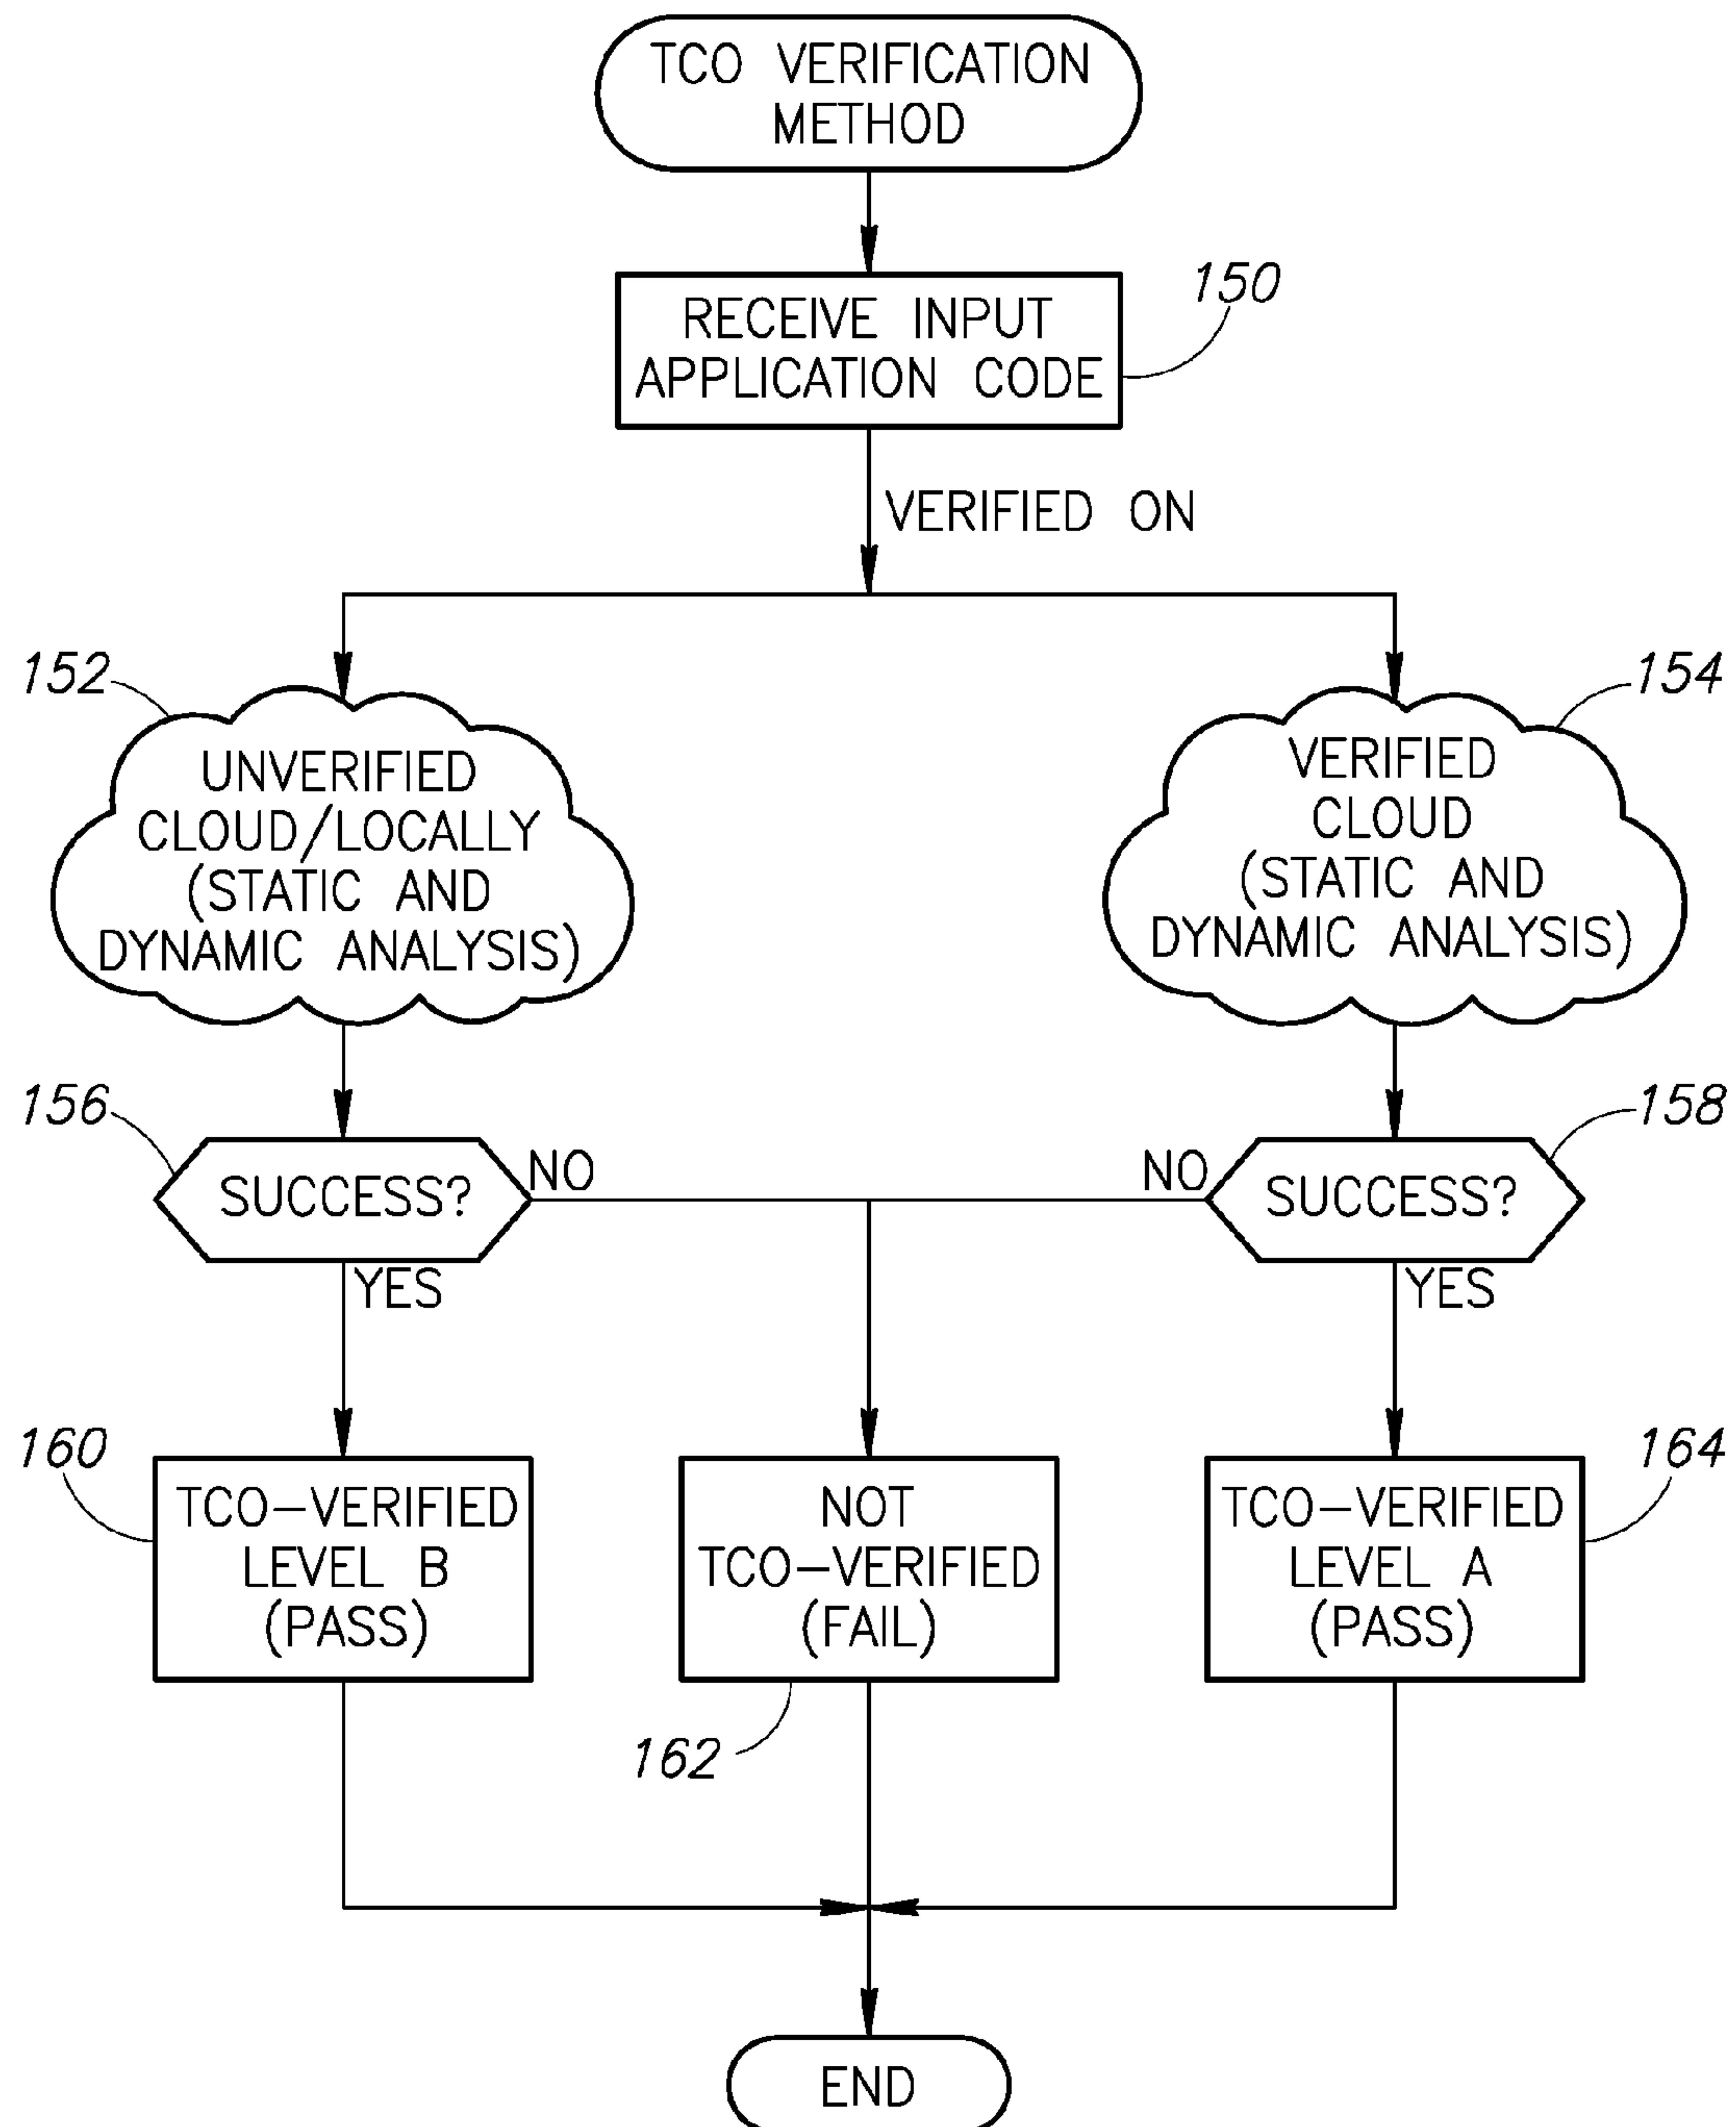 TCO VERIFICATION
METHOD
150
RECEIVE INPUT
APPLICATION CODE
VERIFIED ON
152
UNVERIFIED
CLOUD/LOCALLY
(STATIC AND
DYNAMIC ANALYSIS)
154
VERIFIED
CLOUD
(STATIC AND
DYNAMIC ANALYSIS)
156
SUCCESS?
NO
YES
158
NO
SUCCESS?
YES
160
TCO-VERIFIED
LEVEL B
(PASS)
NOT
TCO-VERIFIED
(FAIL)
162
164
TCO-VERIFIED
LEVEL A
(PASS)
END